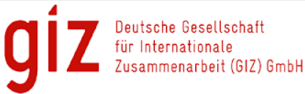 giz
Deutsche Gesellschaft
für Internationale
Zusammenarbeit (GIZ) GmbH